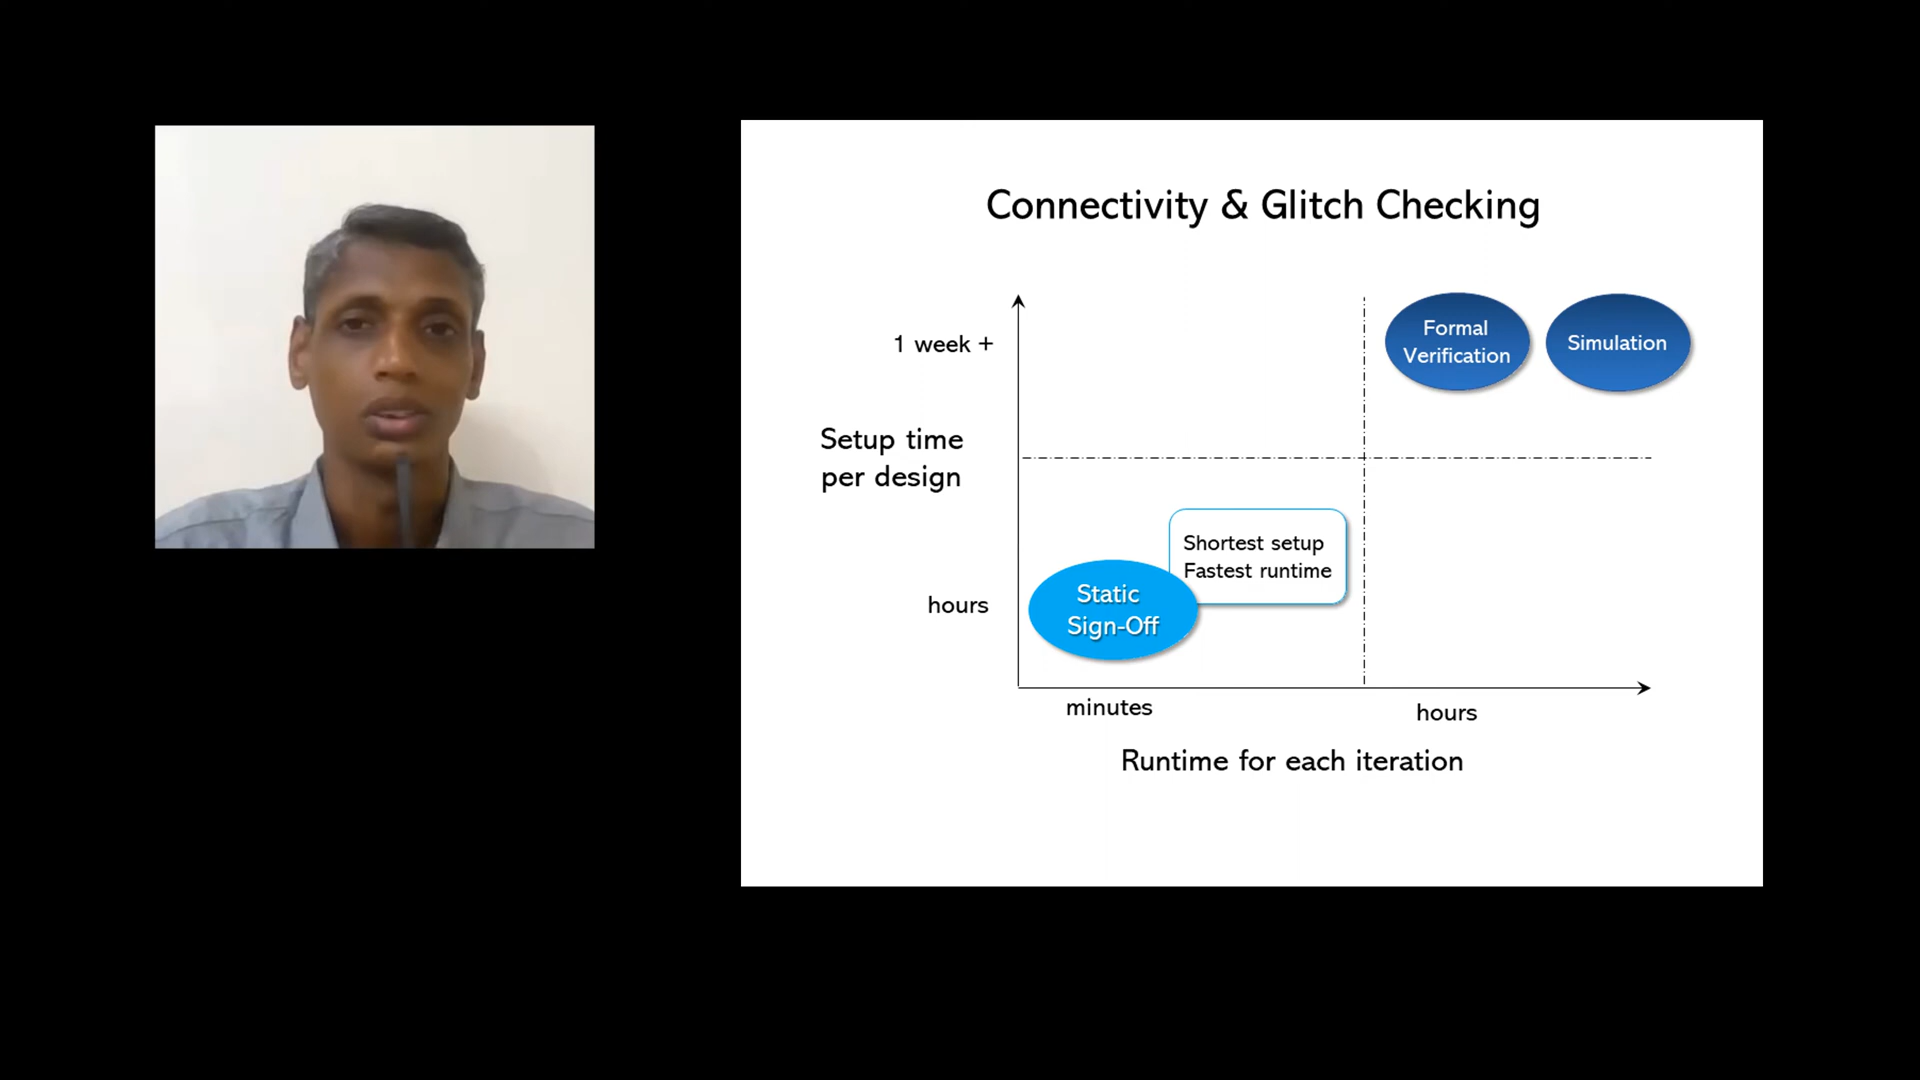 Connectivity & Glitch Checking
1 week +
Formal
Verification
Simulation
Setup time
per design
Shortest setup
Fastest runtime
Static
Sign-Off
hours
minutes
hours
Runtime for each iteration